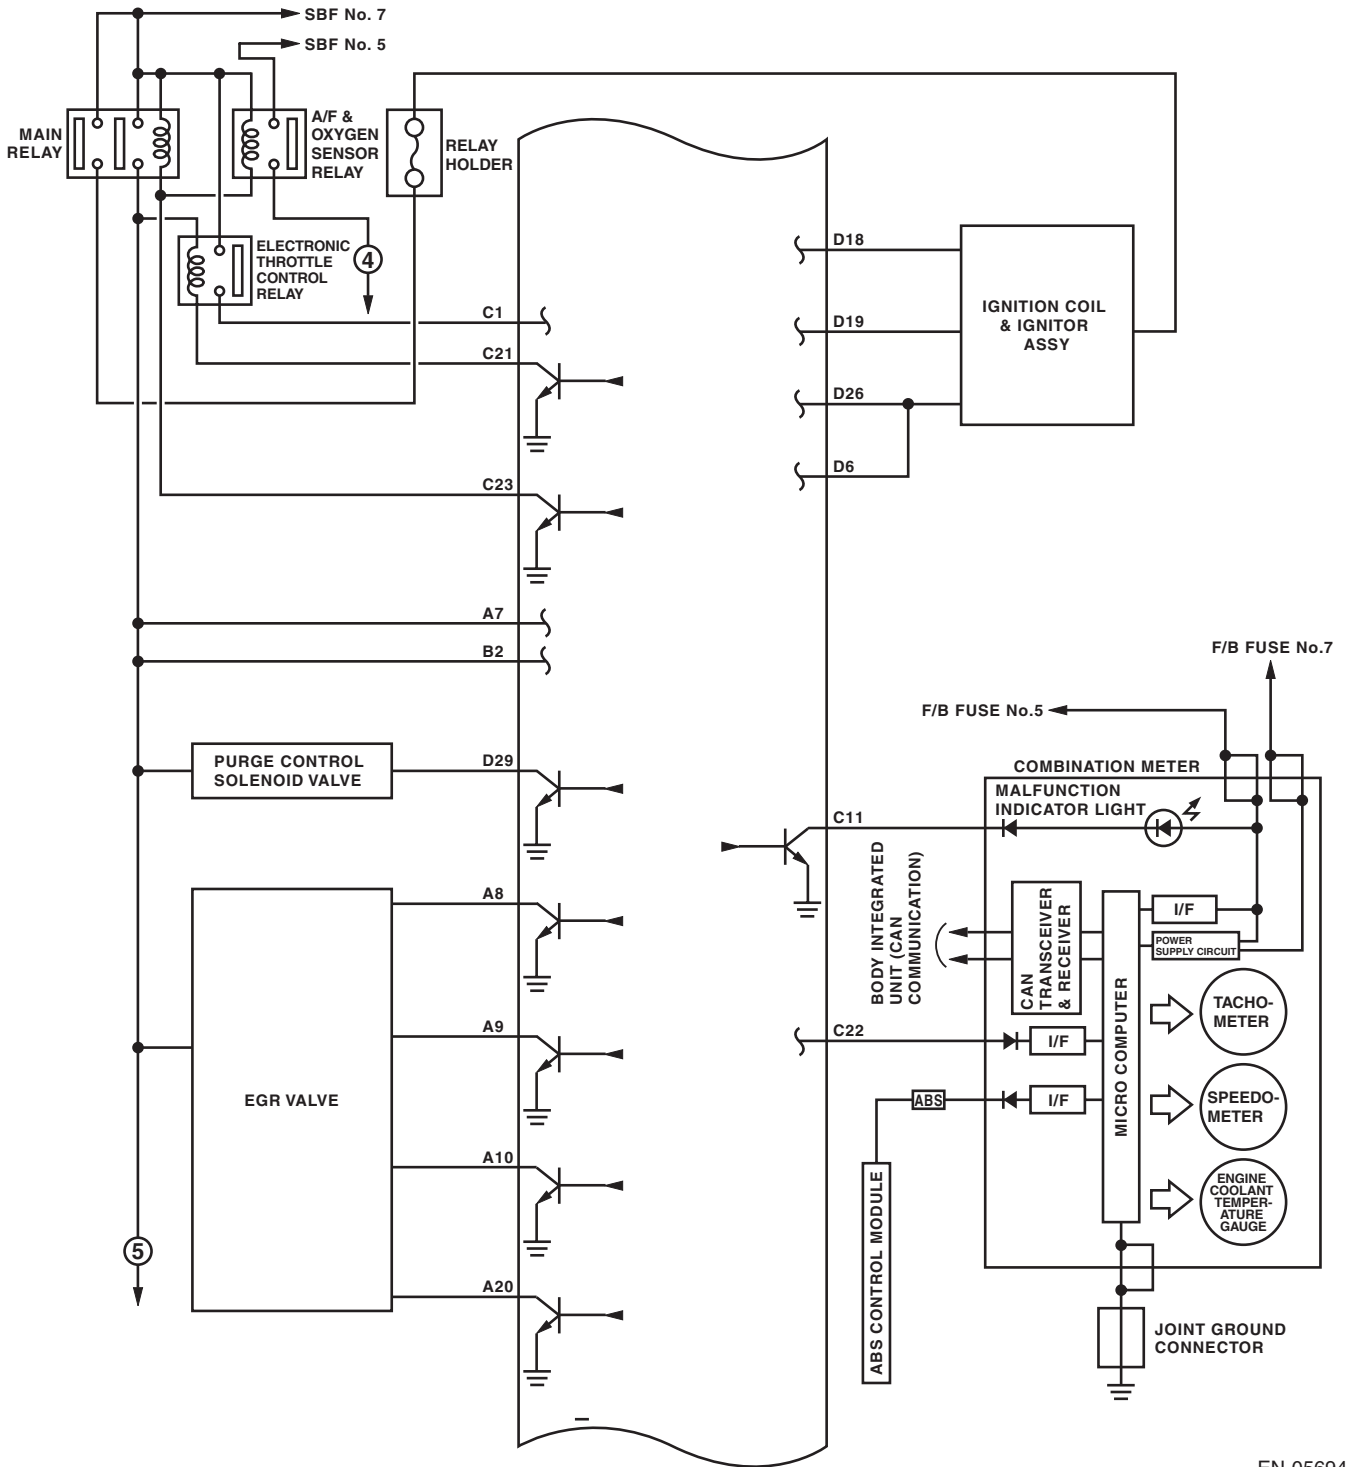 SBF No. 7
SBF No. 5
MAIN
RELAY
A/F &
OXYGEN
SENSOR
RELAY
RELAY
HOLDER
ELECTRONIC
THROTTLE
CONTROL
RELAY
4
C1
C21
C23
A7
B2
PURGE CONTROL
SOLENOID VALVE
D29
A8
A9
EGR VALVE
A10
A20
5
D18
D19
D26
D6
IGNITION COIL
& IGNITOR
ASSY
F/B FUSE No.7
F/B FUSE No.5
COMBINATION METER
MALFUNCTION
INDICATOR LIGHT
C11
BODY INTEGRATED
UNIT (CAN
COMMUNICATION)
CAN
TRANSCEIVER
& RECEIVER
MICRO COMPUTER
I/F
POWER
SUPPLY CIRCUIT
TACHO-
METER
C22
I/F
ABS
I/F
SPEEDO-
METER
ENGINE
COOLANT
TEMPER-
ATURE
GAUGE
ABS CONTROL MODULE
JOINT GROUND
CONNECTOR